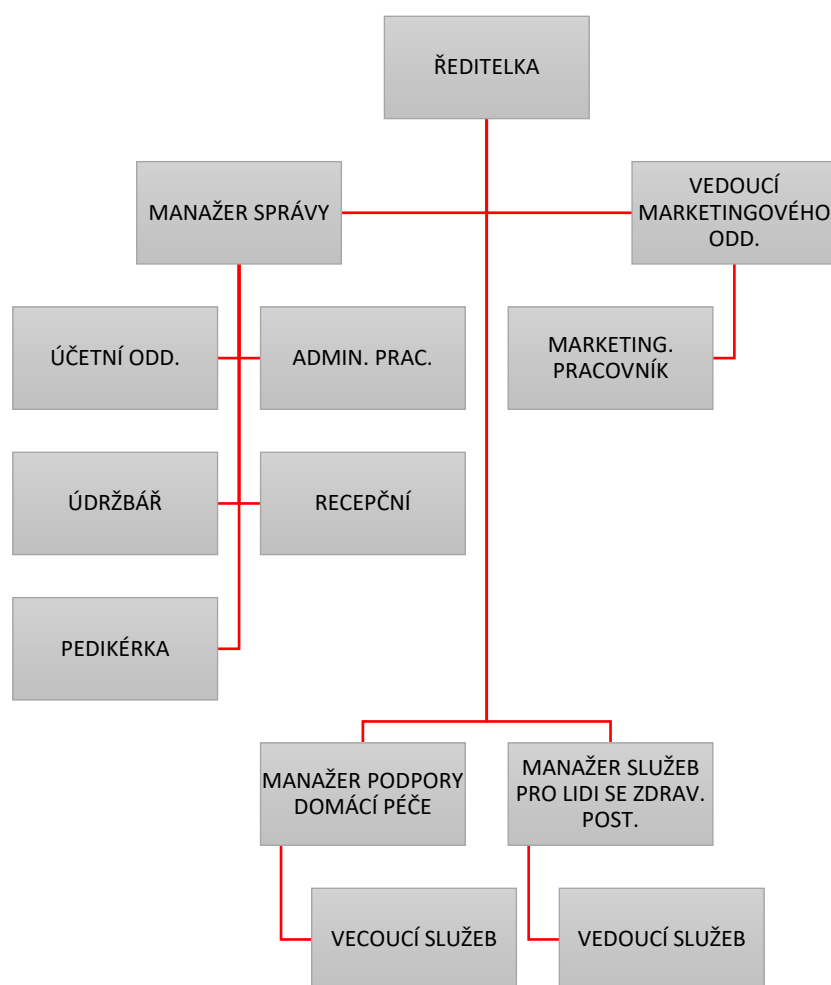 ŘEDITELKA
MANAŽER SPRÁVY
VEDOUCÍ
MARKETINGOVÉHO
ODD.
ÚČETNÍ ODD.
ADMIN. PRAC.
MARKETING.
PRACOVNÍK
ÚDRŽBÁŘ
RECEPČNÍ
PEDIKÉRKA
MANAŽER PODPORY
DOMÁCÍ PÉČE
MANAŽER SLUŽEB
PRO LIDI SE ZDRAV.
POST.
VECOUCÍ SLUŽEB
VEDOUCÍ SLUŽEB